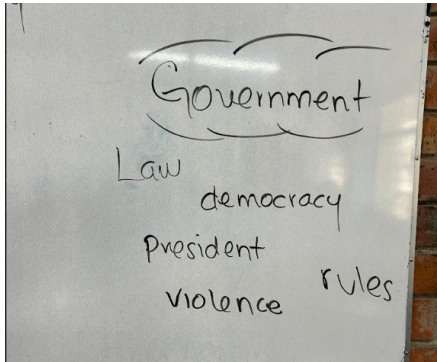 Government
Law
democracy
president
rules
violence